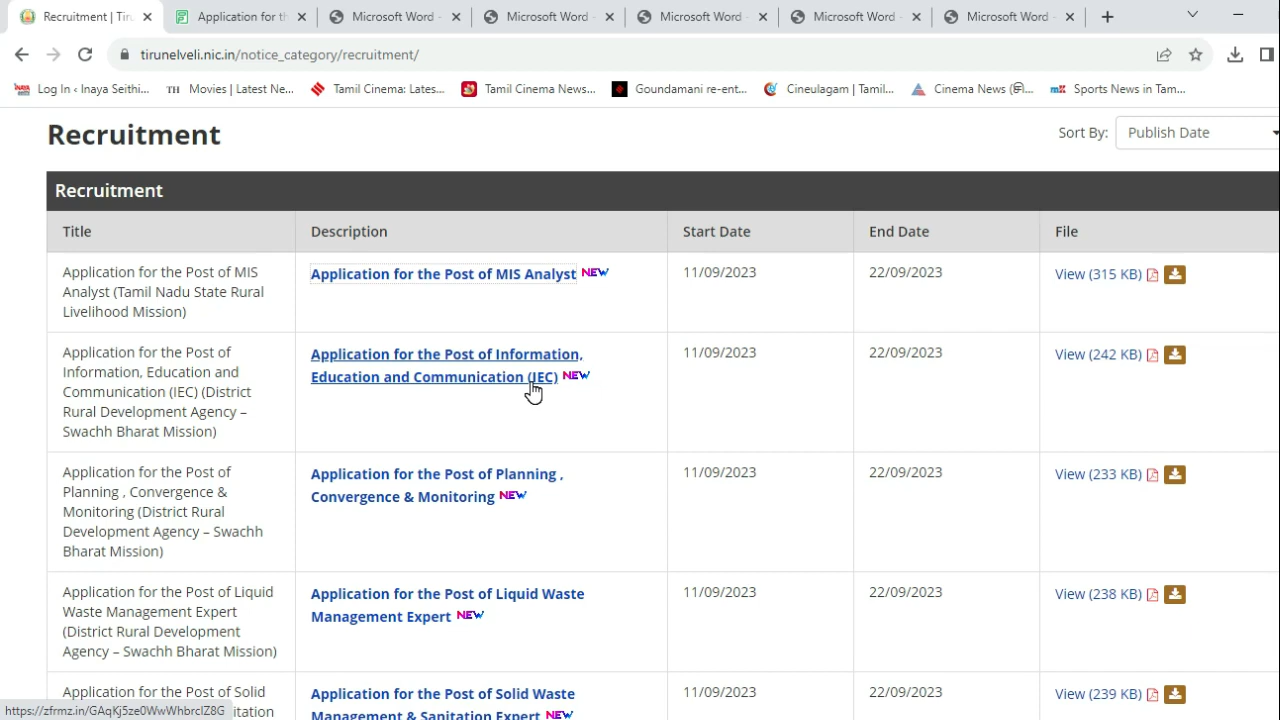 Recruitment | Tiru
Application for th
Microsoft Word -
Microsoft Word -
Microsoft Word -
Microsoft Word -
Microsoft Word -
tirunelveli.nic.in/notice_category/recruitment/
Log In ‹ Inaya Seithi...
TH Movies | Latest Ne...
Tamil Cinema: Lates...
Tamil Cinema News...
Goundamani re-ent...
Cineulagam | Tamil...
Cinema News (சி...
mx Sports News in Tam...
Recruitment
Sort By: Publish Date
Recruitment
Title Description Start Date End Date File
Application for the Post of MIS
Analyst (Tamil Nadu State Rural
Livelihood Mission)
Application for the Post of MIS Analyst NEW
11/09/2023 22/09/2023 View (315 KB)
Application for the Post of
Information, Education and
Communication (IEC) (District
Rural Development Agency –
Swachh Bharat Mission)
Application for the Post of Information,
Education and Communication (IEC) NEW
11/09/2023 22/09/2023 View (242 KB)
Application for the Post of
Planning , Convergence &
Monitoring (District Rural
Development Agency – Swachh
Bharat Mission)
Application for the Post of Planning ,
Convergence & Monitoring NEW
11/09/2023 22/09/2023 View (233 KB)
Application for the Post of Liquid
Waste Management Expert
(District Rural Development
Agency – Swachh Bharat Mission)
Application for the Post of Liquid Waste
Management Expert NEW
11/09/2023 22/09/2023 View (238 KB)
Application for the Post of Solid
itation
Application for the Post of Solid Waste
Management & Sanitation Expert NEW
11/09/2023 22/09/2023 View (239 KB)